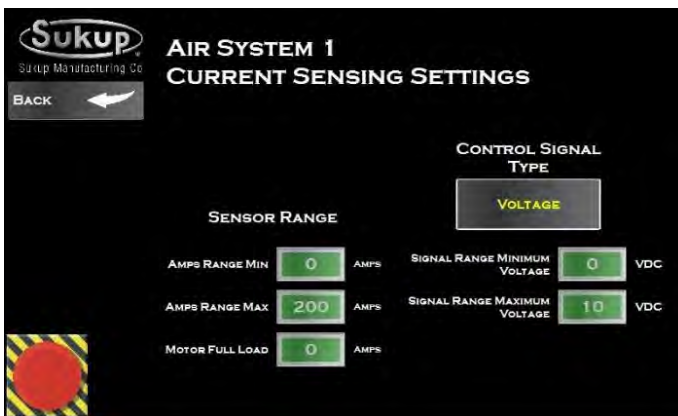 Sukup
Sukup Manufacturing Co
BACK
AIR SYSTEM 1
CURRENT SENSING SETTINGS
CONTROL SIGNAL
TYPE
VOLTAGE
SENSOR RANGE
AMPS RANGE MIN 0 AMPS
AMPS RANGE MAX 200 AMPS
MOTOR FULL LOAD 0 AMPS
SIGNAL RANGE MINIMUM
VOLTAGE 0 VDC
SIGNAL RANGE MAXIMUM
VOLTAGE 10 VDC